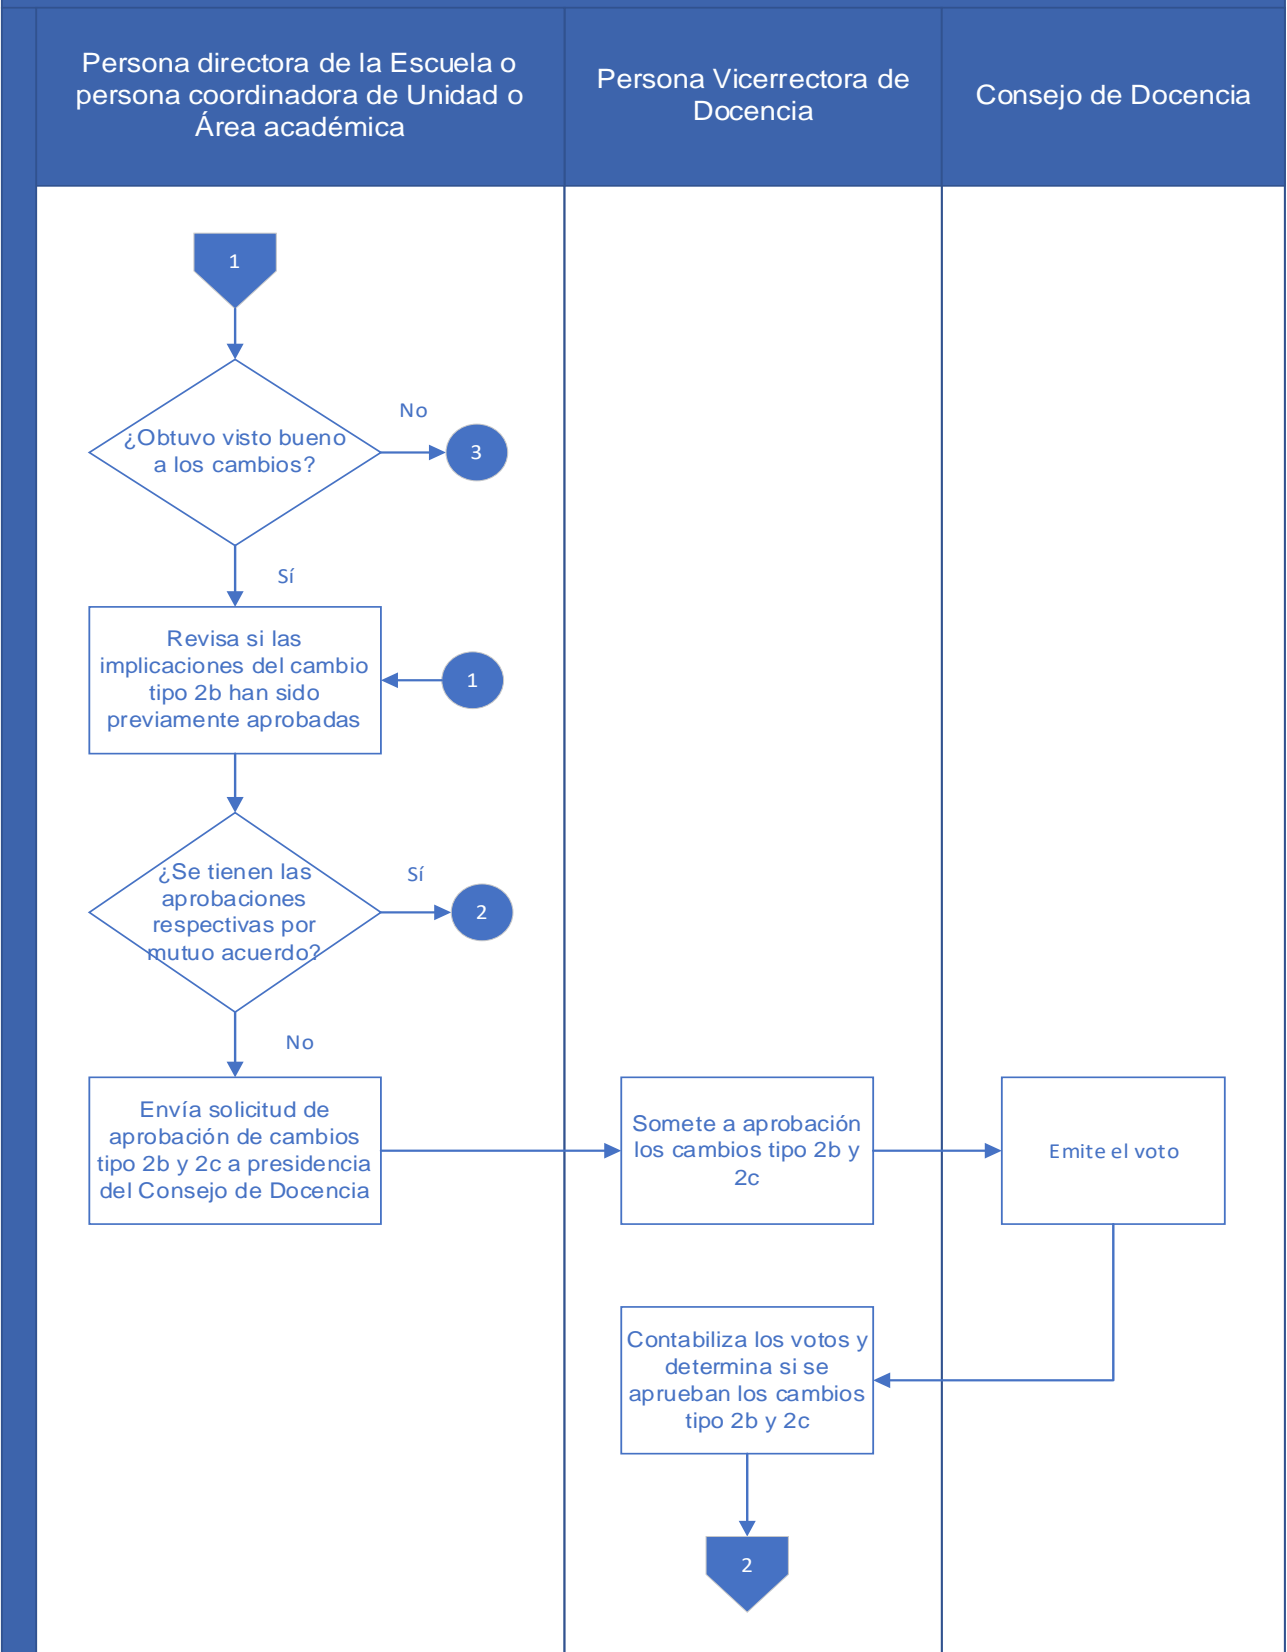 Persona directora de la Escuela o
persona coordinadora de Unidad o
Área académica
Persona Vicerrectora de
Docencia
Consejo de Docencia
1
¿Obtuvo visto bueno
a los cambios?
No
3
Sí
Revisa si las
implicaciones del cambio
tipo 2b han sido
previamente aprobadas
1
¿Se tienen las
aprobaciones
respectivas por
mutuo acuerdo?
Sí
2
No
Envía solicitud de
aprobación de cambios
tipo 2b y 2c a presidencia
del Consejo de Docencia
Somete a aprobación
los cambios tipo 2b y
2c
Emite el voto
Contabiliza los votos y
determina si se
aprueban los cambios
tipo 2b y 2c
2